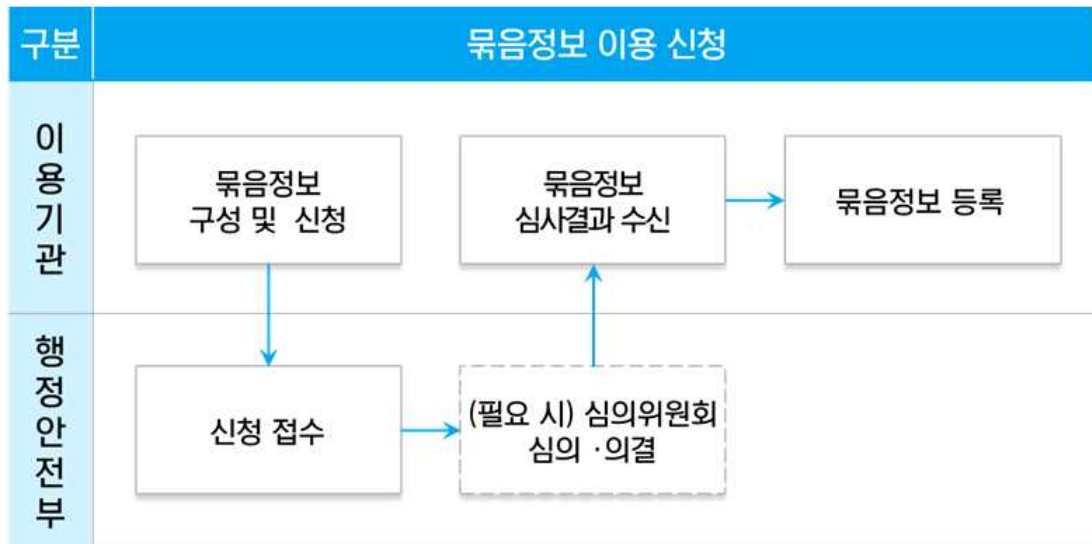 구분
묶음정보 이용 신청
이용기관
묶음정보
구성 및 신청
묶음정보
심사결과 수신
묶음정보 등록
행정안전부
신청 접수
(필요 시) 심의위원회
심의 ·의결